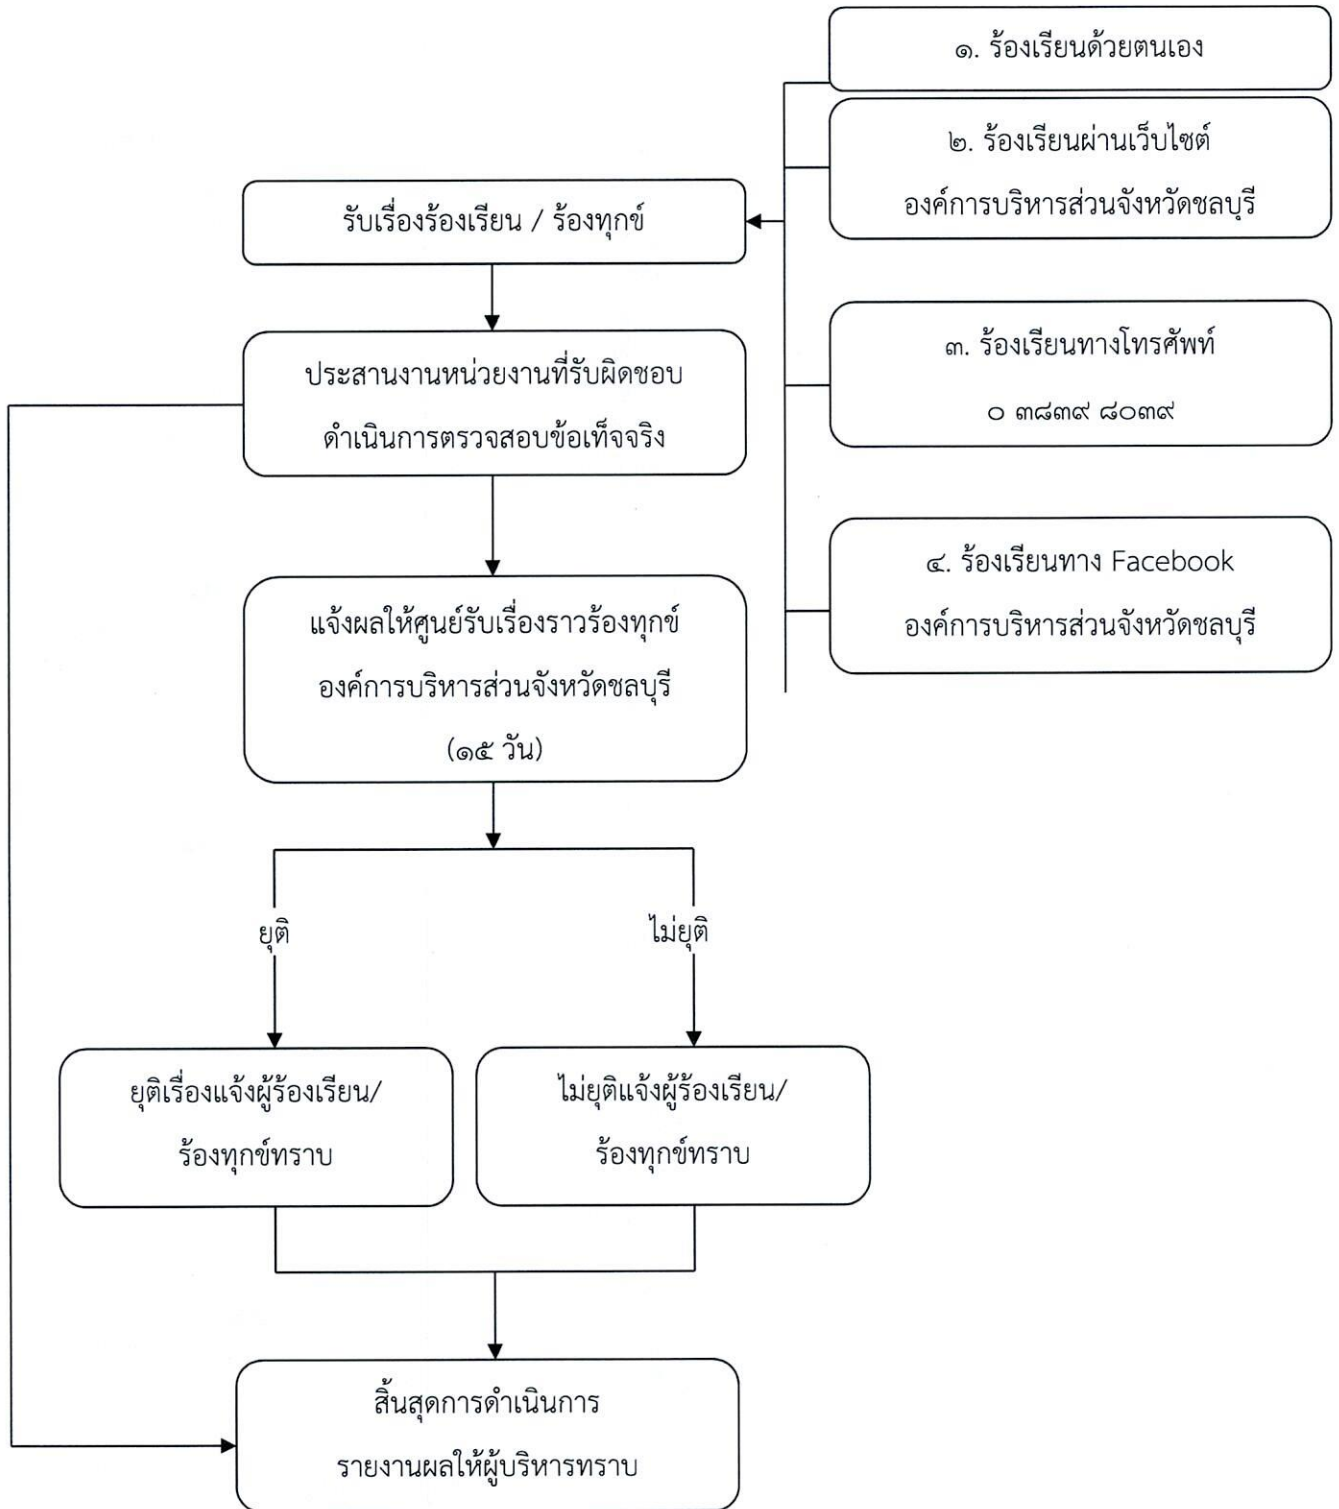 ๑. ร้องเรียนด้วยตนเอง
๒. ร้องเรียนผ่านเว็บไซต์
องค์การบริหารส่วนจังหวัดชลบุรี
รับเรื่องร้องเรียน / ร้องทุกข์
๓. ร้องเรียนทางโทรศัพท์
๐ ๓๘๓๙ ๘๐๓๙
ประสานงานหน่วยงานที่รับผิดชอบ
ดำเนินการตรวจสอบข้อเท็จจริง
๔. ร้องเรียนทาง Facebook
องค์การบริหารส่วนจังหวัดชลบุรี
แจ้งผลให้ศูนย์รับเรื่องราวร้องทุกข์
องค์การบริหารส่วนจังหวัดชลบุรี
(๑๕ วัน)
ยุติ
ไม่ยุติ
ยุติเรื่องแจ้งผู้ร้องเรียน/
ร้องทุกข์ทราบ
ไม่ยุติแจ้งผู้ร้องเรียน/
ร้องทุกข์ทราบ
สิ้นสุดการดำเนินการ
รายงานผลให้ผู้บริหารทราบ